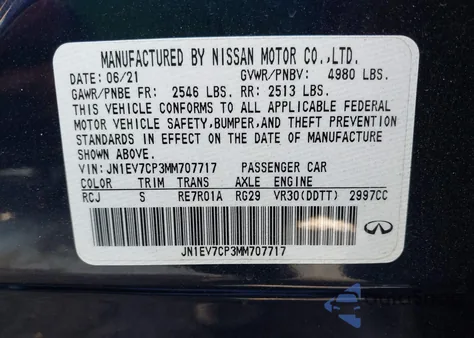 MANUFACTURED BY NISSAN MOTOR CO.,LTD.
DATE: 06/21 GVWR/PNBV: 4980 LBS.
GAWR/PNBE FR: 2546 LBS. RR: 2513 LBS.
THIS VEHICLE CONFORMS TO ALL APPLICABLE FEDERAL
MOTOR VEHICLE SAFETY,BUMPER,AND THEFT PREVENTION
STANDARDS IN EFFECT ON THE DATE OF MANUFACTURE
SHOWN ABOVE.
VIN:JN1EV7CP3MM707717 PASSENGER CAR
COLOR TRIM TRANS AXLE ENGINE
RCJ S RE7R01A RG29 VR30(DDTT) 2997CC
JN1EV7CP3MM707717